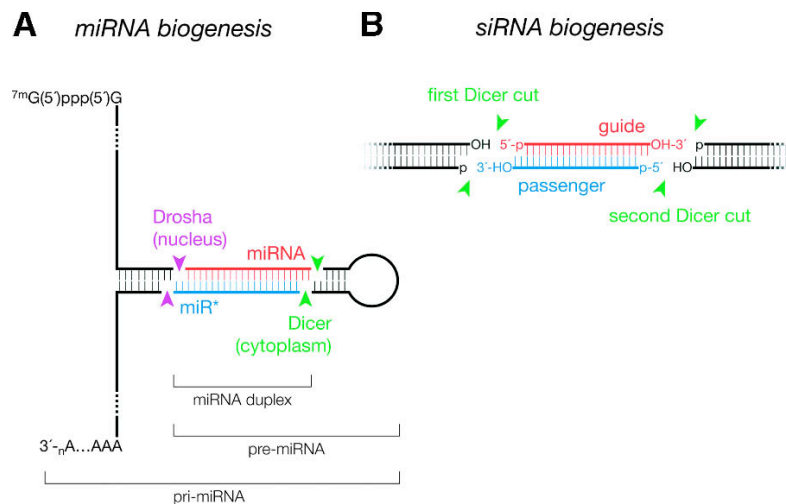 A miRNA biogenesis
B siRNA biogenesis
⁷ᵐG(5´)ppp(5´)G
first Dicer cut
guide
OH 5´-p OH-3´ p
p 3´-HO p-5´ HO
passenger
second Dicer cut
Drosha
(nucleus)
miRNA
miR*
Dicer
(cytoplasm)
miRNA duplex
3´-ₙA...AAA
pre-miRNA
pri-miRNA